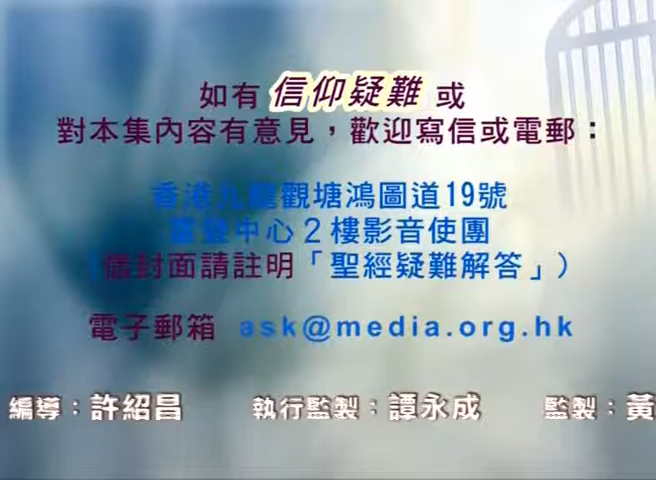 如有 信仰疑難 或
對本集內容有意見，歡迎寫信或電郵：
香港九龍觀塘鴻圖道19號
富登中心2樓影音使團
(信封面請註明「聖經疑難解答」)
電子郵箱 ask@media.org.hk
編導：許紹昌 執行監製：譚永成 監製：黃